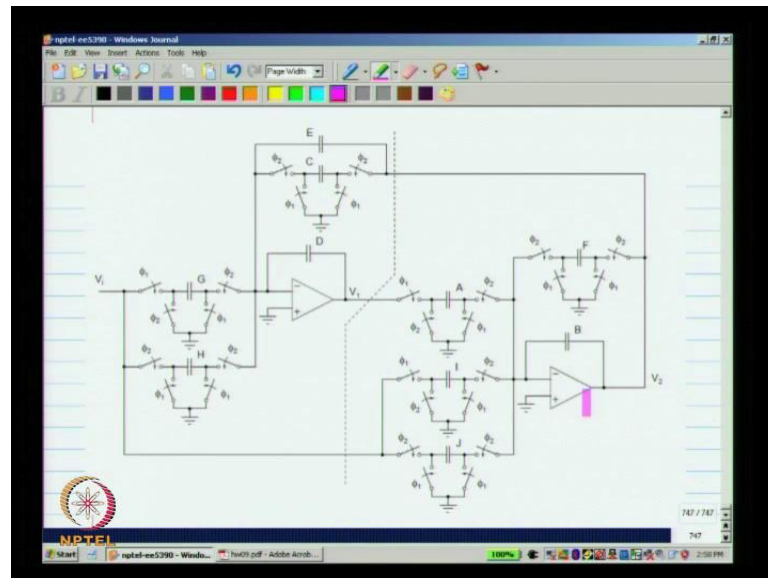 nptel-ee5390 - Windows Journal
File Edit View Insert Actions Tools Help
Page Width
B I
E
ϕ2 C ϕ2
ϕ1 ϕ1
D
ϕ2 F ϕ2
ϕ1 ϕ1
Vi ϕ1 G ϕ2
ϕ2 ϕ1
V1 ϕ1 A ϕ2
ϕ2 ϕ1
ϕ2 H ϕ2
ϕ1 ϕ1
B
ϕ1 I ϕ2
ϕ2 ϕ1
V2
ϕ2 J ϕ2
ϕ1 ϕ1
NPTEL
747 / 747
747
Start nptel-ee5390 - Windo... hw09.pdf - Adobe Acrob... 100% 2:58 PM